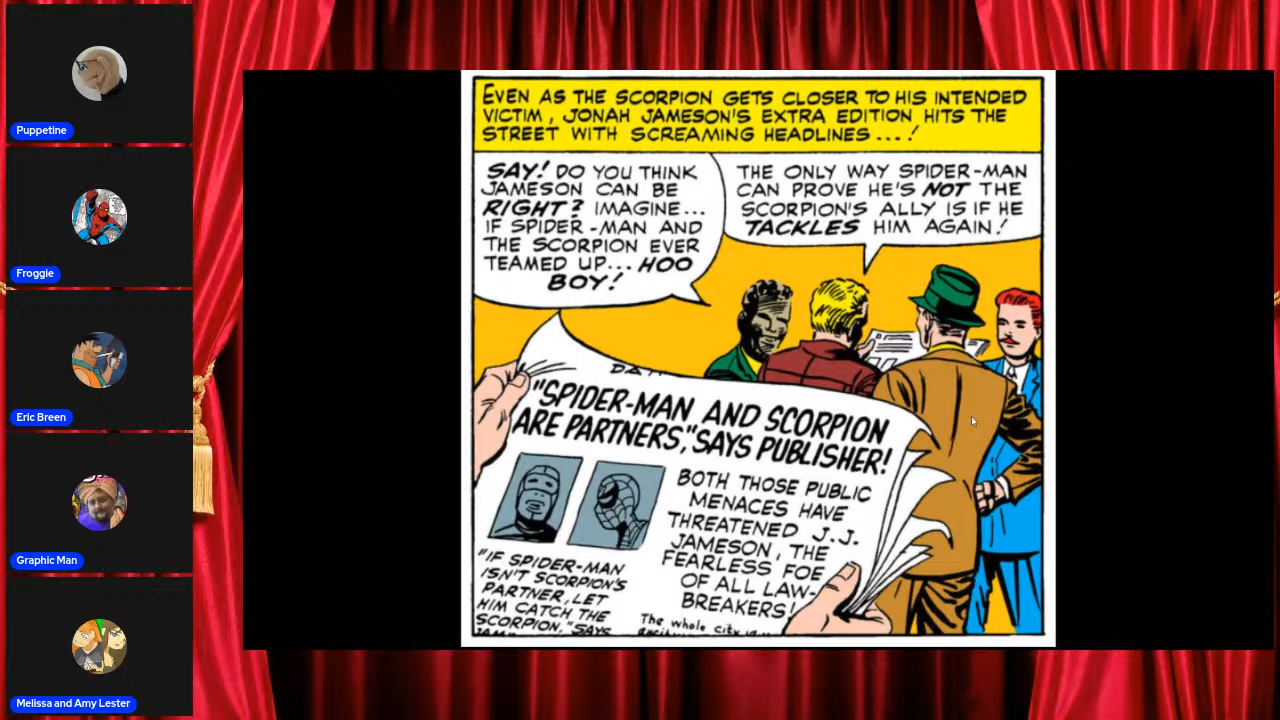 Puppetine
Froggie
Eric Breen
Graphic Man
Melissa and Amy Lester
EVEN AS THE SCORPION GETS CLOSER TO HIS INTENDED
VICTIM, JONAH JAMESON'S EXTRA EDITION HITS THE
STREET WITH SCREAMING HEADLINES...!
SAY! DO YOU THINK
JAMESON CAN BE
RIGHT? IMAGINE...
IF SPIDER-MAN AND
THE SCORPION EVER
TEAMED UP... HOO
BOY!
THE ONLY WAY SPIDER-MAN
CAN PROVE HE'S NOT THE
SCORPION'S ALLY IS IF HE
TACKLES HIM AGAIN!
"SPIDER-MAN AND SCORPION
ARE PARTNERS," SAYS PUBLISHER!
BOTH THOSE PUBLIC
MENACES HAVE
THREATENED J.J.
JAMESON, THE
FEARLESS FOE
OF ALL LAW-
BREAKERS!
"IF SPIDER-MAN
ISN'T SCORPION'S
PARTNER, LET
HIM CATCH THE
SCORPION," SAYS
The whole city